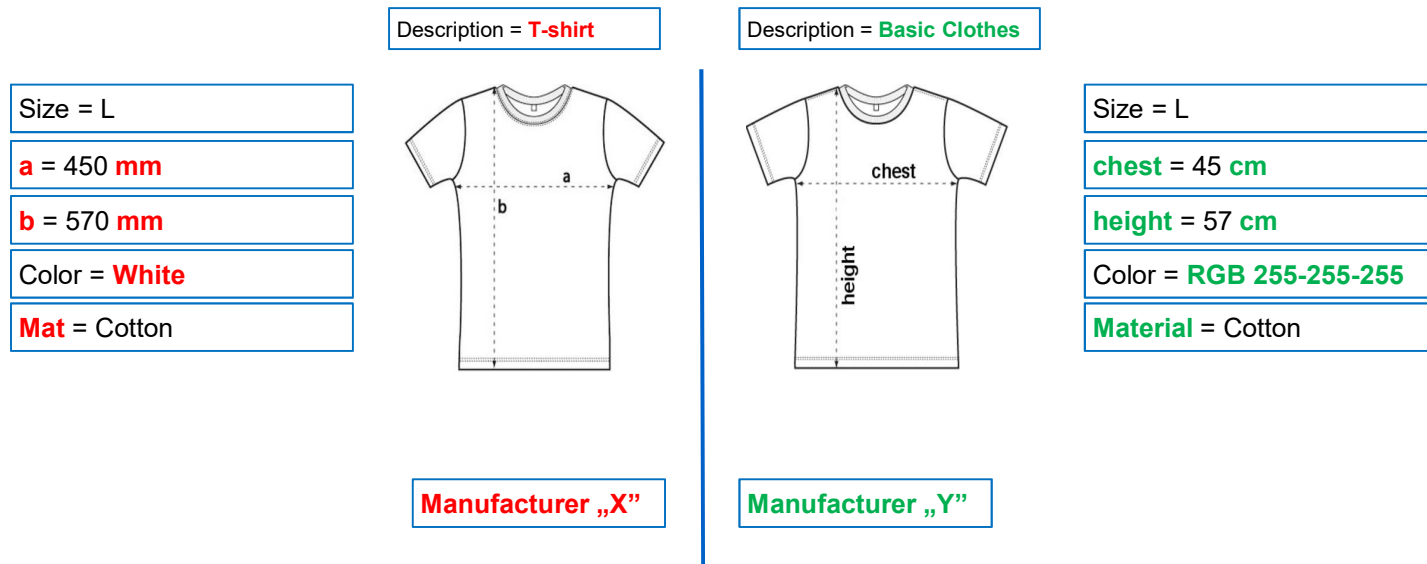 Description = T-shirt
Description = Basic Clothes
Size = L
a = 450 mm
b = 570 mm
Color = White
Mat = Cotton
a
b
chest
height
Size = L
chest = 45 cm
height = 57 cm
Color = RGB 255-255-255
Material = Cotton
Manufacturer „X”
Manufacturer „Y”